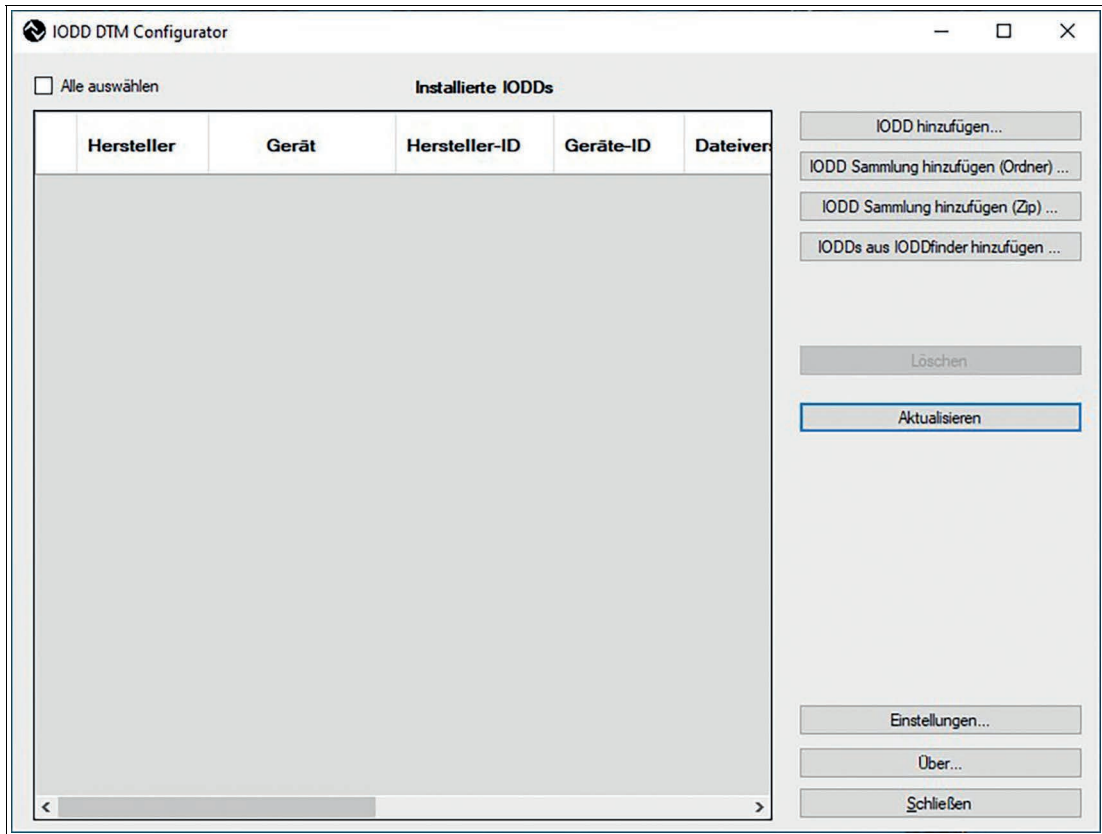 IODD DTM Configurator
Alle auswählen
Installierte IODDs
Hersteller Gerät Hersteller-ID Geräte-ID Dateivers
IODD hinzufügen...
IODD Sammlung hinzufügen (Ordner) ...
IODD Sammlung hinzufügen (Zip) ...
IODDs aus IODDfinder hinzufügen ...
Löschen
Aktualisieren
Einstellungen...
Über...
Schließen